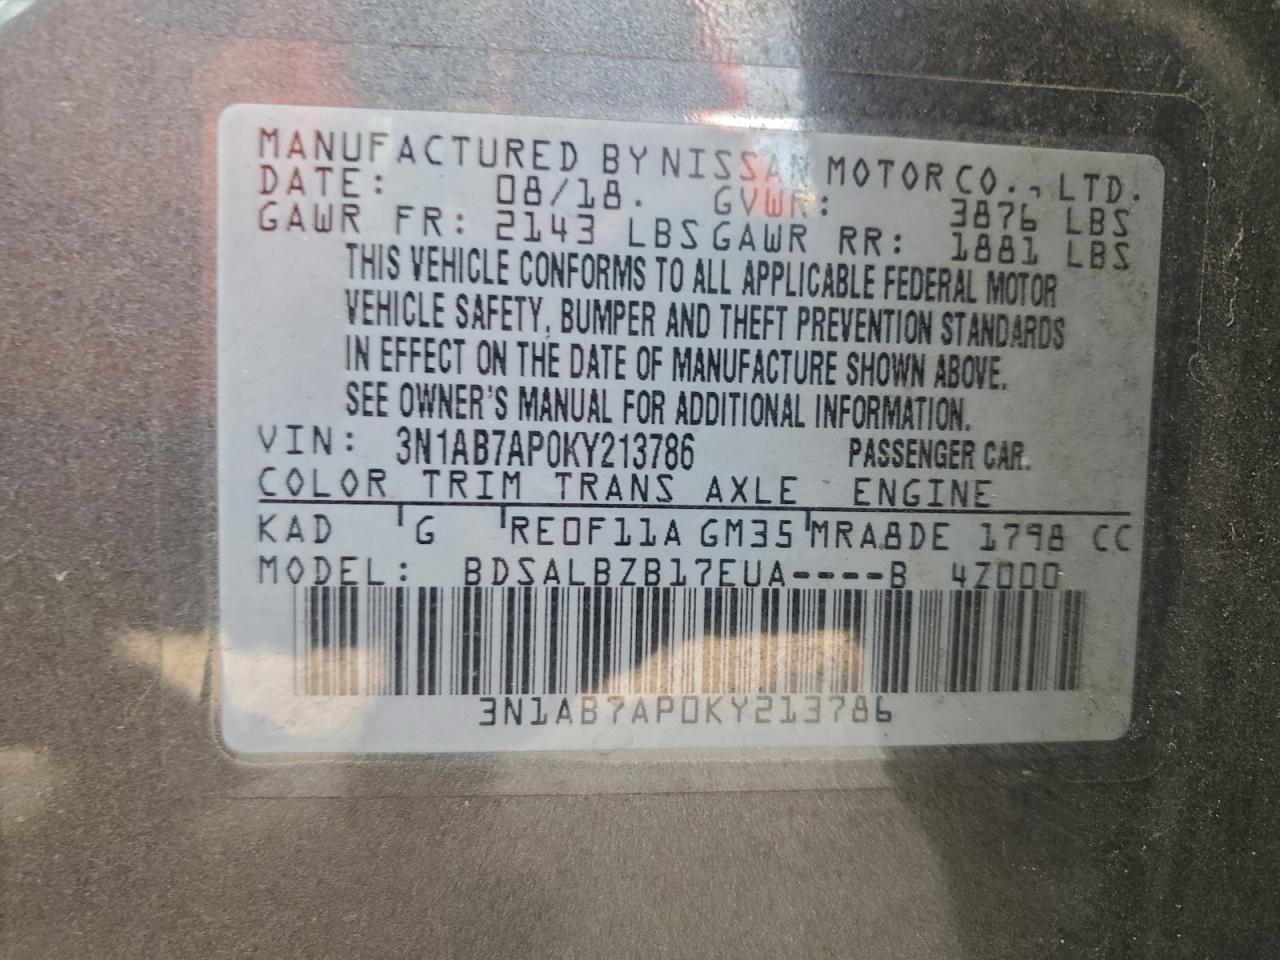 MANUFACTURED BY NISSAN MOTOR CO., LTD.
DATE: 08/18. GVWR: 3876 LBS
GAWR FR: 2143 LBS GAWR RR: 1881 LBS
THIS VEHICLE CONFORMS TO ALL APPLICABLE FEDERAL MOTOR
VEHICLE SAFETY, BUMPER AND THEFT PREVENTION STANDARDS
IN EFFECT ON THE DATE OF MANUFACTURE SHOWN ABOVE.
SEE OWNER'S MANUAL FOR ADDITIONAL INFORMATION.
VIN: 3N1AB7AP0KY213786 PASSENGER CAR.
COLOR TRIM TRANS AXLE ENGINE
KAD G RE0F11A GM35 MRA8DE 1798 CC
MODEL: BDSALBZB17EUA----B 4Z000
3N1AB7AP0KY213786